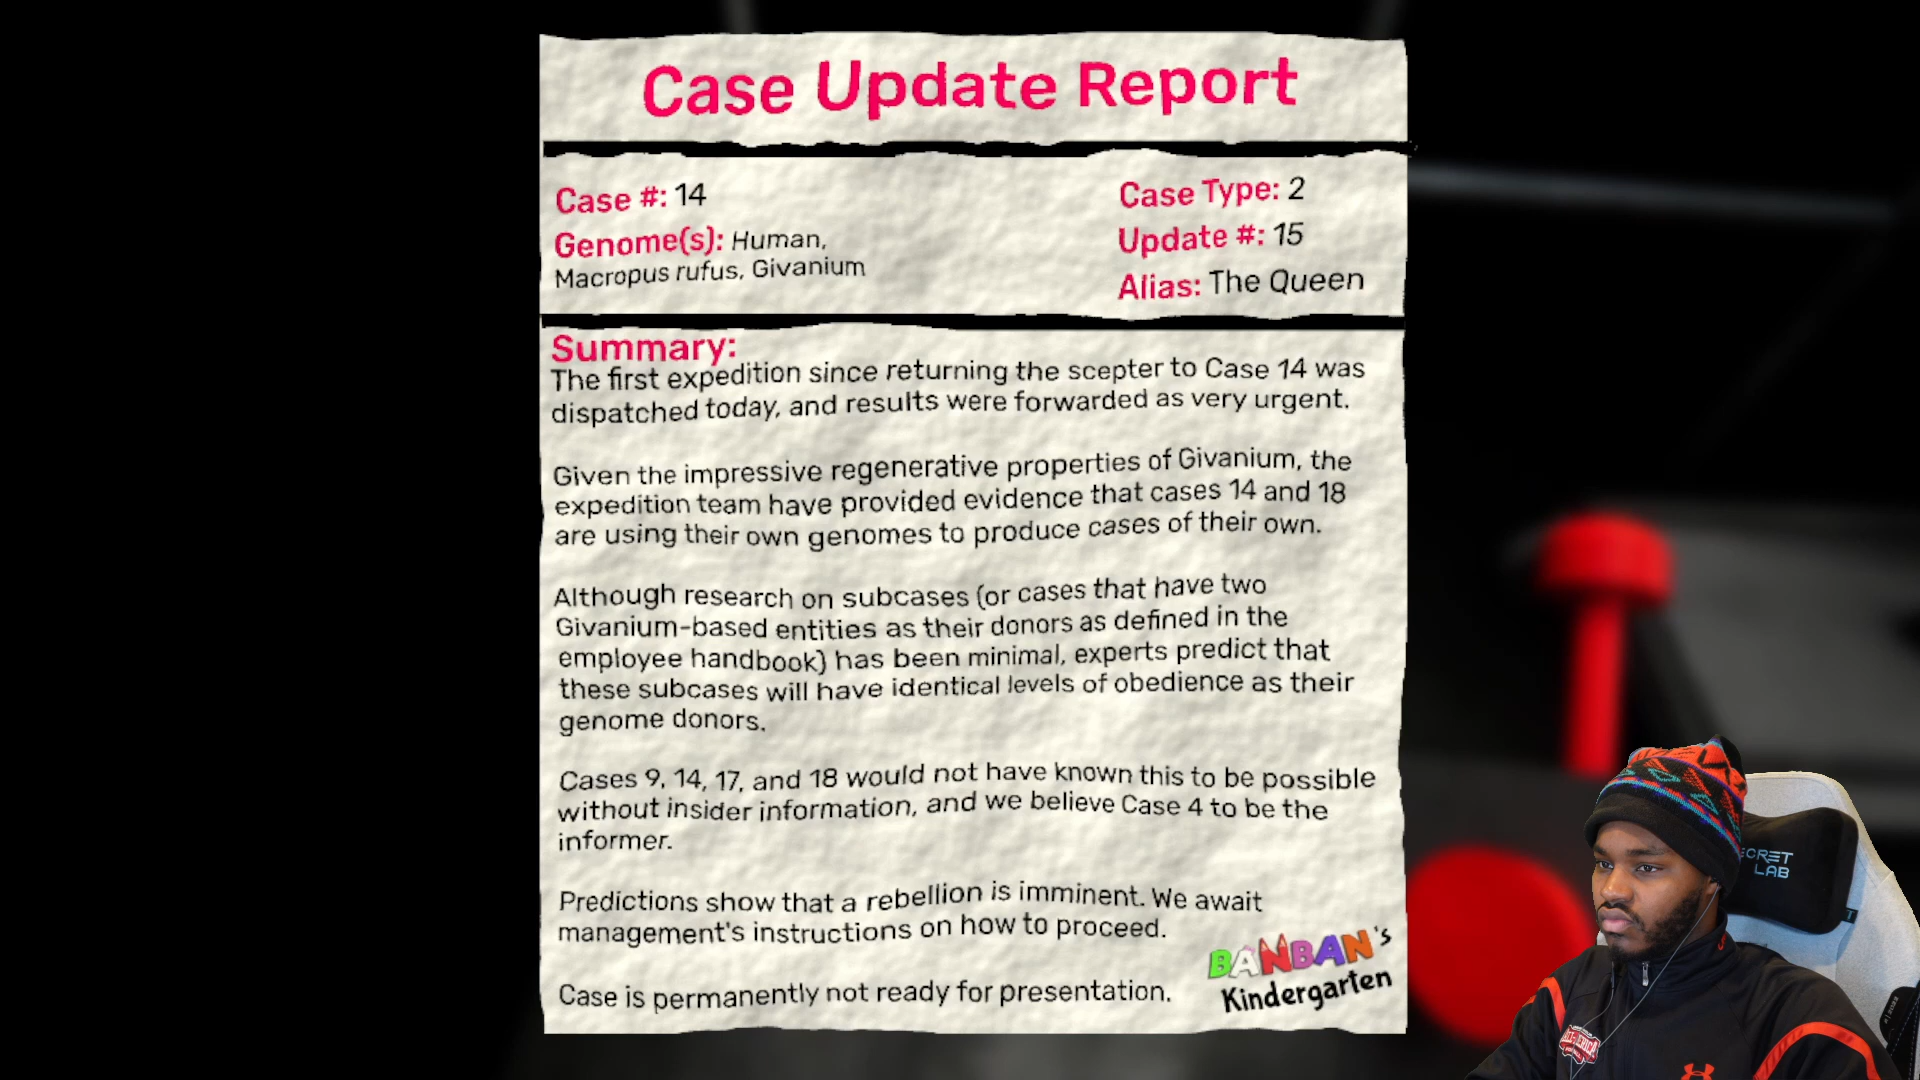 Case Update Report
Case #: 14
Genome(s): Human,
Macropus rufus, Givanium
Case Type: 2
Update #: 15
Alias: The Queen
Summary:
The first expedition since returning the scepter to Case 14 was
dispatched today, and results were forwarded as very urgent.
Given the impressive regenerative properties of Givanium, the
expedition team have provided evidence that cases 14 and 18
are using their own genomes to produce cases of their own.
Although research on subcases (or cases that have two
Givanium-based entities as their donors as defined in the
employee handbook) has been minimal, experts predict that
these subcases will have identical levels of obedience as their
genome donors.
Cases 9, 14, 17, and 18 would not have known this to be possible
without insider information, and we believe Case 4 to be the
informer.
Predictions show that a rebellion is imminent. We await
management's instructions on how to proceed.
Case is permanently not ready for presentation.
BANBAN's
Kindergarten
LAB